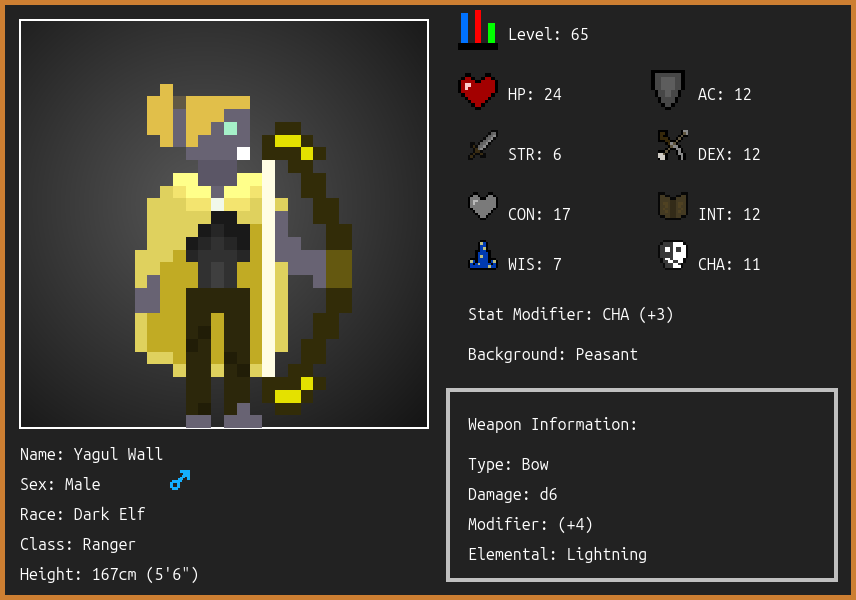 Level: 65
HP: 24
AC: 12
STR: 6
DEX: 12
CON: 17
INT: 12
WIS: 7
CHA: 11
Stat Modifier: CHA (+3)
Background: Peasant
Weapon Information:
Type: Bow
Damage: d6
Modifier: (+4)
Elemental: Lightning
Name: Yagul Wall
Sex: Male
Race: Dark Elf
Class: Ranger
Height: 167cm (5'6")